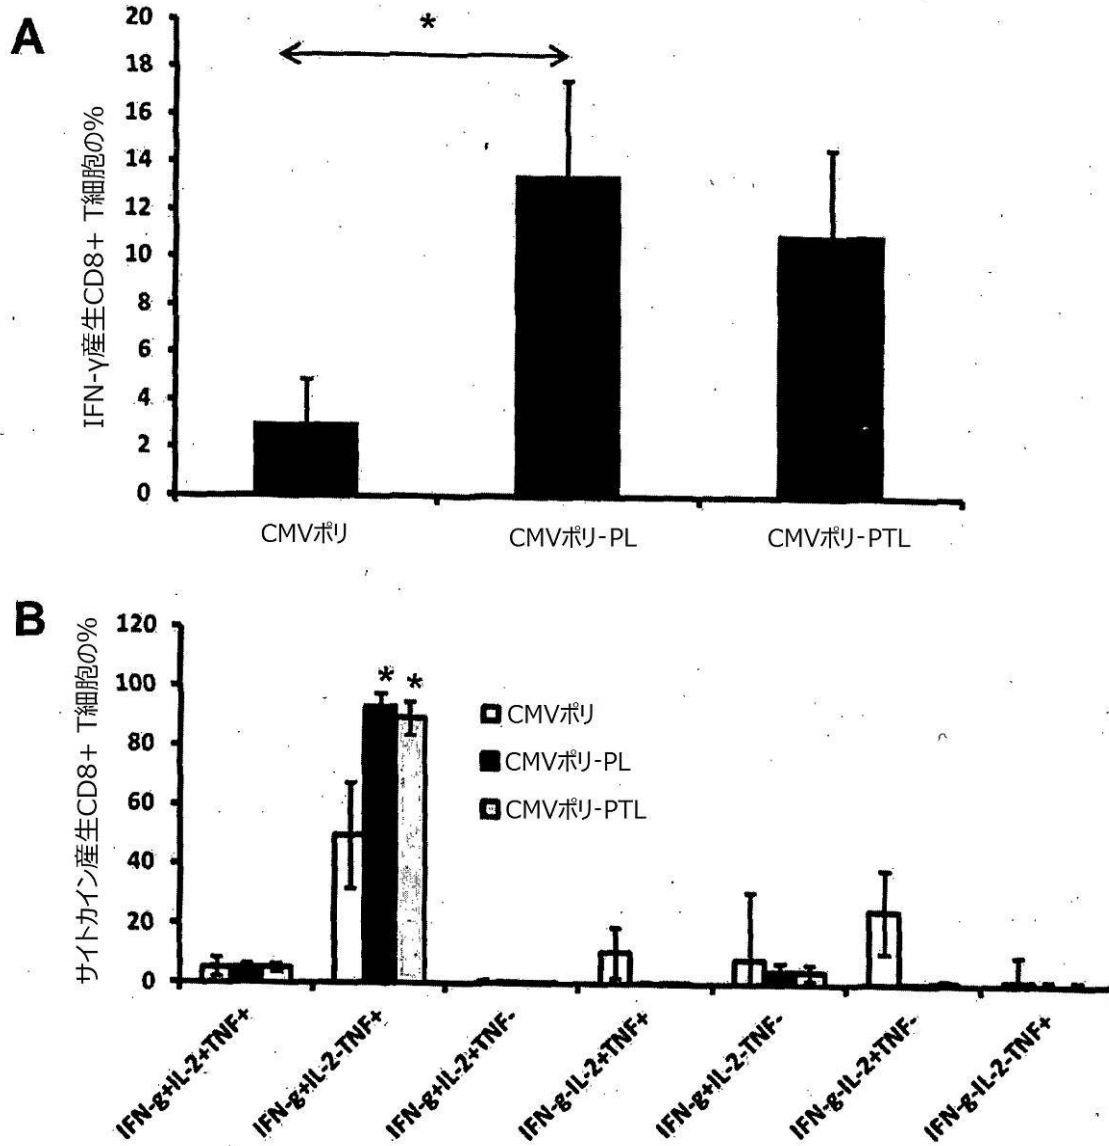 A
*
20
18
16
14
12
10
8
6
4
2
0
IFN-γ産生CD8+ T細胞の%
CMVポリ
CMVポリ-PL
CMVポリ-PTL
B
120
100
80
60
40
20
0
サイトカイン産生CD8+ T細胞の%
* *
CMVポリ
CMVポリ-PL
CMVポリ-PTL
IFN-g+IL-2+TNF+
IFN-g+IL-2-TNF+
IFN-g+IL-2+TNF-
IFN-g-IL-2+TNF+
IFN-g+IL-2-TNF-
IFN-g-IL-2+TNF-
IFN-g-IL-2-TNF+